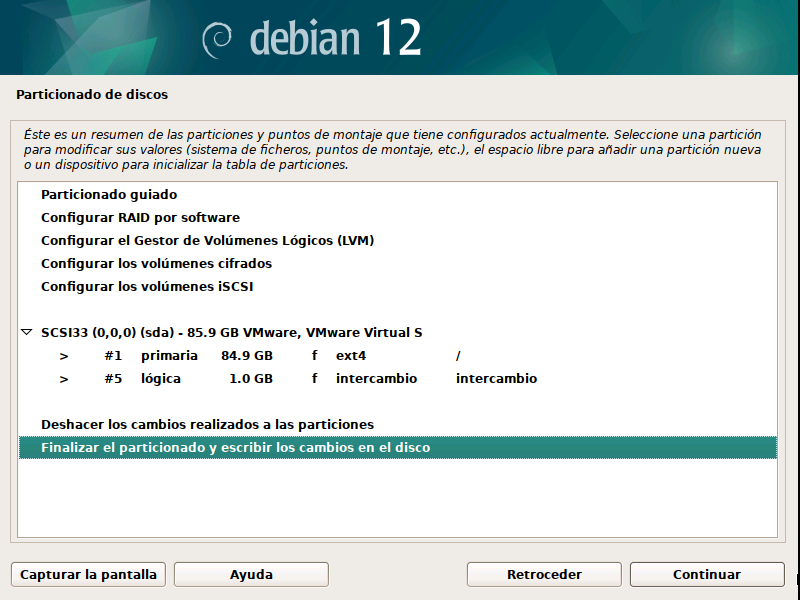 debian 12
Particionado de discos
Éste es un resumen de las particiones y puntos de montaje que tiene configurados actualmente. Seleccione una partición
para modificar sus valores (sistema de ficheros, puntos de montaje, etc.), el espacio libre para añadir una partición nueva
o un dispositivo para inicializar la tabla de particiones.
Particionado guiado
Configurar RAID por software
Configurar el Gestor de Volúmenes Lógicos (LVM)
Configurar los volúmenes cifrados
Configurar los volúmenes iSCSI
SCSI33 (0,0,0) (sda) - 85.9 GB VMware, VMware Virtual S
> #1 primaria 84.9 GB f ext4 /
> #5 lógica 1.0 GB f intercambio intercambio
Deshacer los cambios realizados a las particiones
Finalizar el particionado y escribir los cambios en el disco
Capturar la pantalla Ayuda Retroceder Continuar